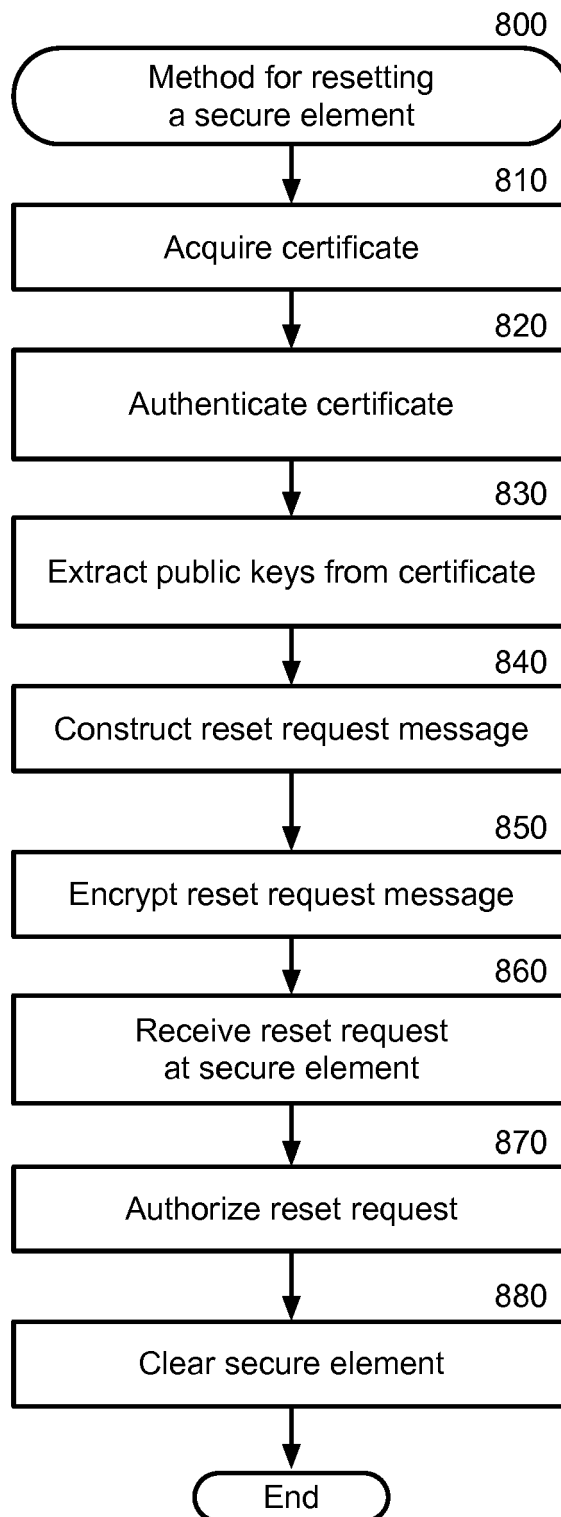 800
Method for resetting
a secure element
810
Acquire certificate
820
Authenticate certificate
830
Extract public keys from certificate
840
Construct reset request message
850
Encrypt reset request message
860
Receive reset request
at secure element
870
Authorize reset request
880
Clear secure element
End